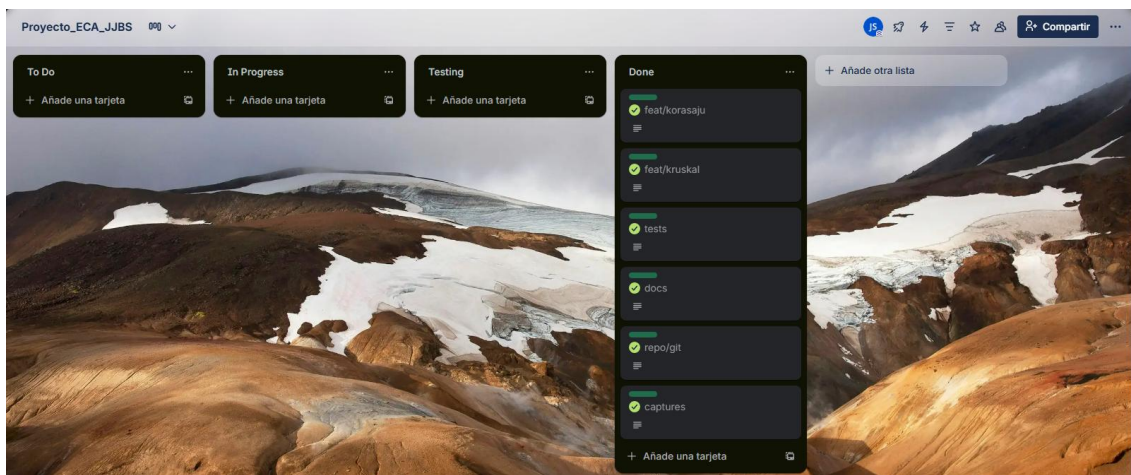 Proyecto_ECA_JJBS
JS
Compartir
To Do
+ Añade una tarjeta
In Progress
+ Añade una tarjeta
Testing
+ Añade una tarjeta
Done
feat/korasaju
feat/kruskal
tests
docs
repo/git
captures
+ Añade una tarjeta
+ Añade otra lista